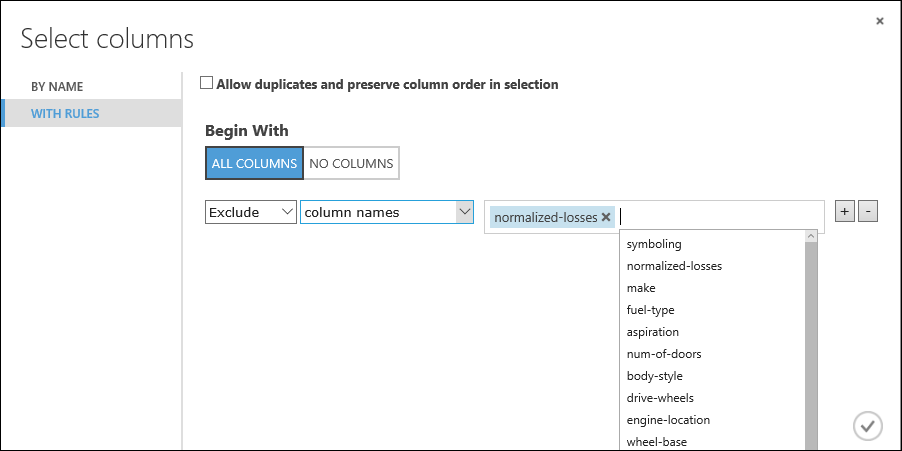 Select columns
BY NAME
WITH RULES
Allow duplicates and preserve column order in selection
Begin With
ALL COLUMNS NO COLUMNS
Exclude column names normalized-losses + -
symboling
normalized-losses
make
fuel-type
aspiration
num-of-doors
body-style
drive-wheels
engine-location
wheel-base